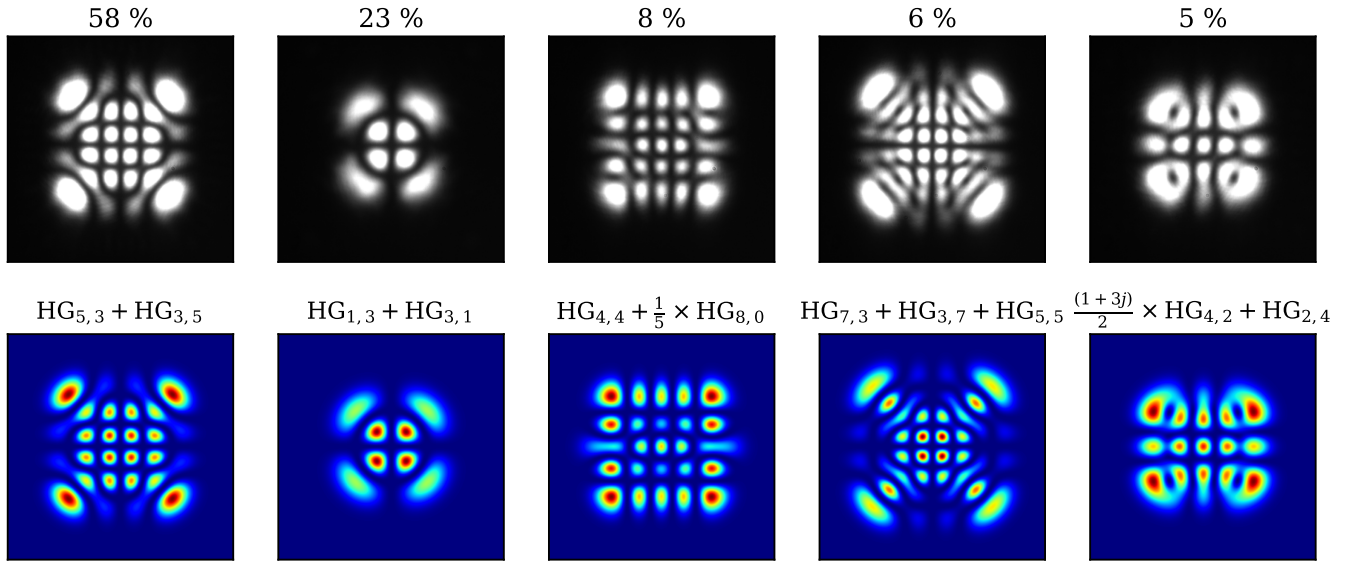 58 %
23 %
8 %
6 %
5 %
HG₅,₃ + HG₃,₅
HG₁,₃ + HG₃,₁
HG₄,₄ + 1/5 × HG₈,₀
HG₇,₃ + HG₃,₇ + HG₅,₅
(1 + 3j)/2 × HG₄,₂ + HG₂,₄